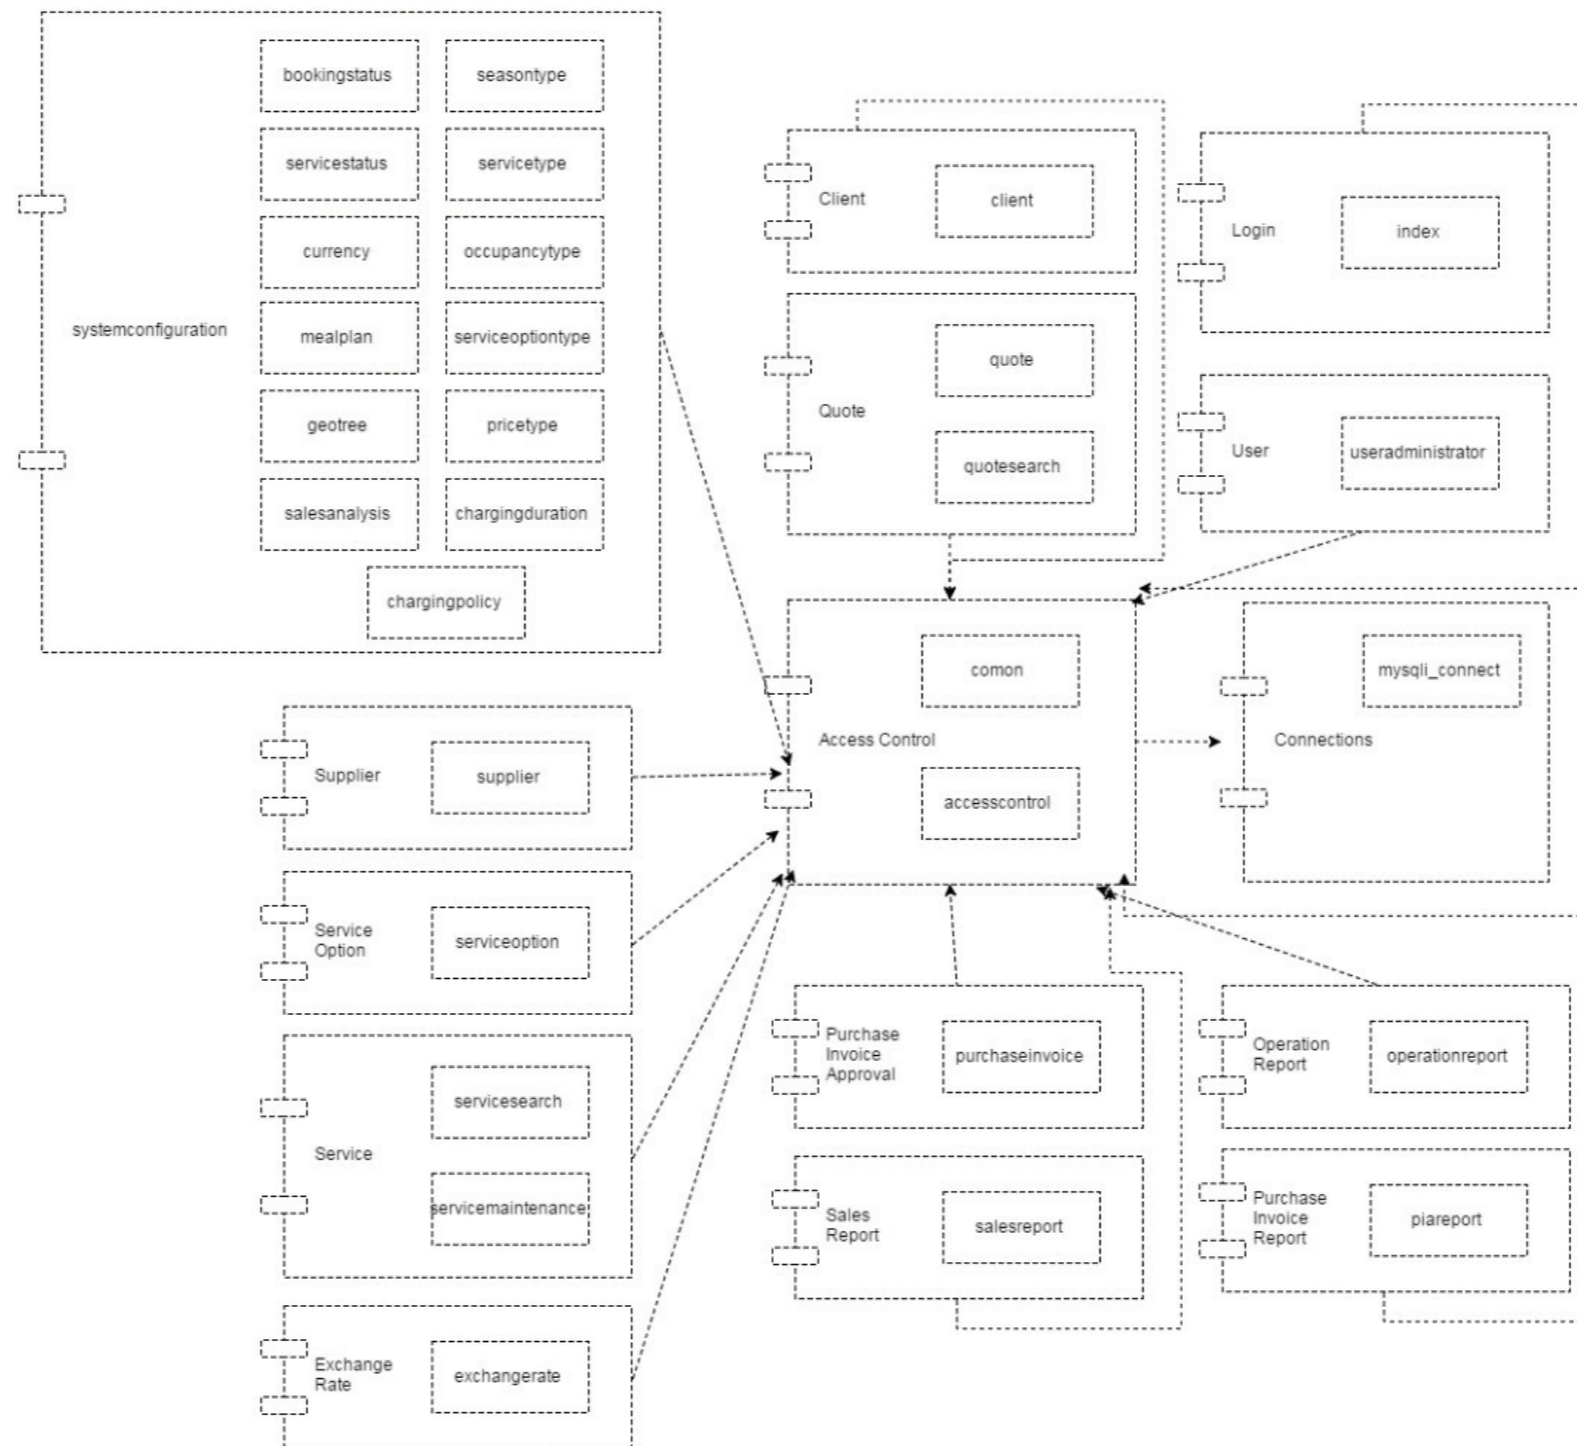 bookingstatus
seasontype
servicestatus
servicetype
currency
occupancytype
systemconfiguration
mealplan
serviceoptiontype
geotree
pricetype
salesanalysis
chargingduration
chargingpolicy
Client
client
Login
index
Quote
quote
quotesearch
User
useradministrator
comon
Access Control
accesscontrol
mysqli_connect
Connections
Supplier
supplier
Service
Option
serviceoption
Service
servicesearch
servicemaintenance
Exchange
Rate
exchangerate
Purchase
Invoice
Approval
purchaseinvoice
Operation
Report
operationreport
Sales
Report
salesreport
Purchase
Invoice
Report
piareport